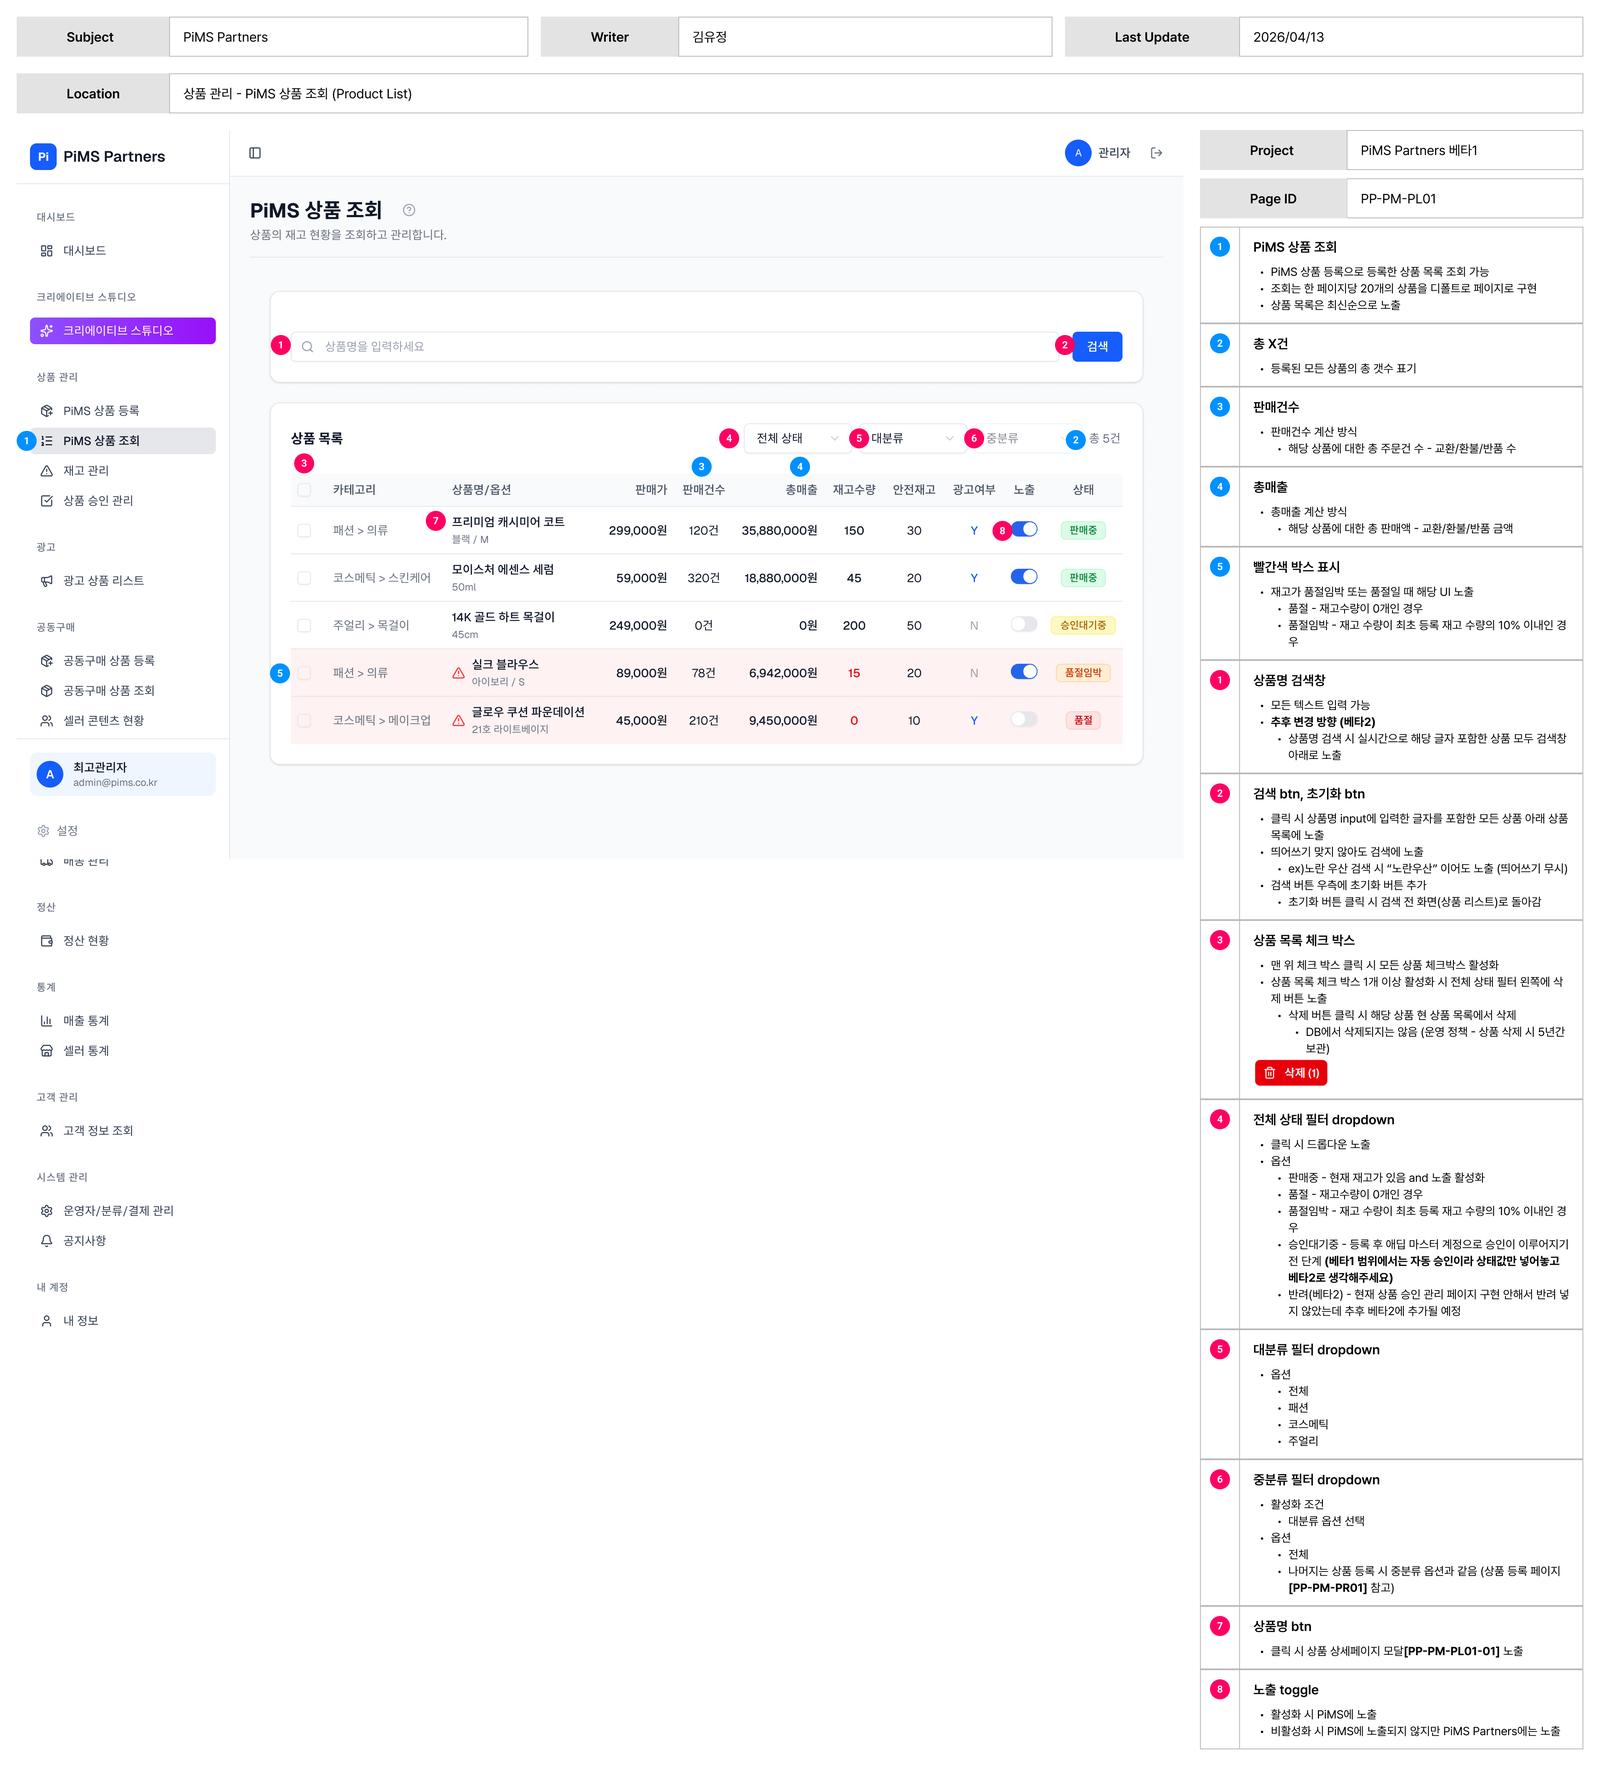 Subject
PiMS Partners
Writer
김유정
Last Update
2026/04/13
Location
상품 관리 - PiMS 상품 조회 (Product List)
Pi PiMS Partners
대시보드
대시보드
크리에이티브 스튜디오
크리에이티브 스튜디오
상품 관리
PiMS 상품 등록
1 PiMS 상품 조회
재고 관리
상품 승인 관리
광고
광고 상품 리스트
공동구매
공동구매 상품 등록
공동구매 상품 조회
셀러 콘텐츠 현황
A 최고관리자
admin@pims.co.kr
설정
배송 관리
정산
정산 현황
통계
매출 통계
셀러 통계
고객 관리
고객 정보 조회
시스템 관리
운영자/분류/결제 관리
공지사항
내 계정
내 정보
A 관리자
PiMS 상품 조회
상품의 재고 현황을 조회하고 관리합니다.
1 상품명을 입력하세요 2 검색
상품 목록 4 전체 상태 5 대분류 6 중분류 2 총 5건
3 3 4
카테고리 상품명/옵션 판매가 판매건수 총매출 재고수량 안전재고 광고여부 노출 상태
패션 > 의류 7 프리미엄 캐시미어 코트 299,000원 120건 35,880,000원 150 30 Y 8 판매중
블랙 / M
코스메틱 > 스킨케어 모이스처 에센스 세럼 59,000원 320건 18,880,000원 45 20 Y 판매중
50ml
주얼리 > 목걸이 14K 골드 하트 목걸이 249,000원 0건 0원 200 50 N 승인대기중
45cm
5 패션 > 의류 실크 블라우스 89,000원 78건 6,942,000원 15 20 N 품절임박
아이보리 / S
코스메틱 > 메이크업 글로우 쿠션 파운데이션 45,000원 210건 9,450,000원 0 10 Y 품절
21호 라이트베이지
Project
PiMS Partners 베타1
Page ID
PP-PM-PL01
1 PiMS 상품 조회
• PiMS 상품 등록으로 등록한 상품 목록 조회 가능
• 조회는 한 페이지당 20개의 상품을 디폴트로 페이지로 구현
• 상품 목록은 최신순으로 노출
2 총 X건
• 등록된 모든 상품의 총 갯수 표기
3 판매건수
• 판매건수 계산 방식
• 해당 상품에 대한 총 주문건 수 - 교환/환불/반품 수
4 총매출
• 총매출 계산 방식
• 해당 상품에 대한 총 판매액 - 교환/환불/반품 금액
5 빨간색 박스 표시
• 재고가 품절임박 또는 품절일 때 해당 UI 노출
• 품절 - 재고수량이 0개인 경우
• 품절임박 - 재고 수량이 최초 등록 재고 수량의 10% 이내인 경
우
1 상품명 검색창
• 모든 텍스트 입력 가능
• 추후 변경 방향 (베타2)
• 상품명 검색 시 실시간으로 해당 글자 포함한 상품 모두 검색창
아래로 노출
2 검색 btn, 초기화 btn
• 클릭 시 상품명 input에 입력한 글자를 포함한 모든 상품 아래 상품
목록에 노출
• 띄어쓰기 맞지 않아도 검색에 노출
• ex)노란 우산 검색 시 “노란우산” 이어도 노출 (띄어쓰기 무시)
• 검색 버튼 우측에 초기화 버튼 추가
• 초기화 버튼 클릭 시 검색 전 화면(상품 리스트)로 돌아감
3 상품 목록 체크 박스
• 맨 위 체크 박스 클릭 시 모든 상품 체크박스 활성화
• 상품 목록 체크 박스 1개 이상 활성화 시 전체 상태 필터 왼쪽에 삭
제 버튼 노출
• 삭제 버튼 클릭 시 해당 상품 현 상품 목록에서 삭제
• DB에서 삭제되지는 않음 (운영 정책 - 상품 삭제 시 5년간
보관)
삭제 (1)
4 전체 상태 필터 dropdown
• 클릭 시 드롭다운 노출
• 옵션
• 판매중 - 현재 재고가 있음 and 노출 활성화
• 품절 - 재고수량이 0개인 경우
• 품절임박 - 재고 수량이 최초 등록 재고 수량의 10% 이내인 경
우
• 승인대기중 - 등록 후 애딥 마스터 계정으로 승인이 이루어지기
전 단계 (베타1 범위에서는 자동 승인이라 상태값만 넣어놓고
베타2로 생각해주세요)
• 반려(베타2) - 현재 상품 승인 관리 페이지 구현 안해서 반려 넣
지 않았는데 추후 베타2에 추가될 예정
5 대분류 필터 dropdown
• 옵션
• 전체
• 패션
• 코스메틱
• 주얼리
6 중분류 필터 dropdown
• 활성화 조건
• 대분류 옵션 선택
• 옵션
• 전체
• 나머지는 상품 등록 시 중분류 옵션과 같음 (상품 등록 페이지
[PP-PM-PR01] 참고)
7 상품명 btn
• 클릭 시 상품 상세페이지 모달[PP-PM-PL01-01] 노출
8 노출 toggle
• 활성화 시 PiMS에 노출
• 비활성화 시 PiMS에 노출되지 않지만 PiMS Partners에는 노출